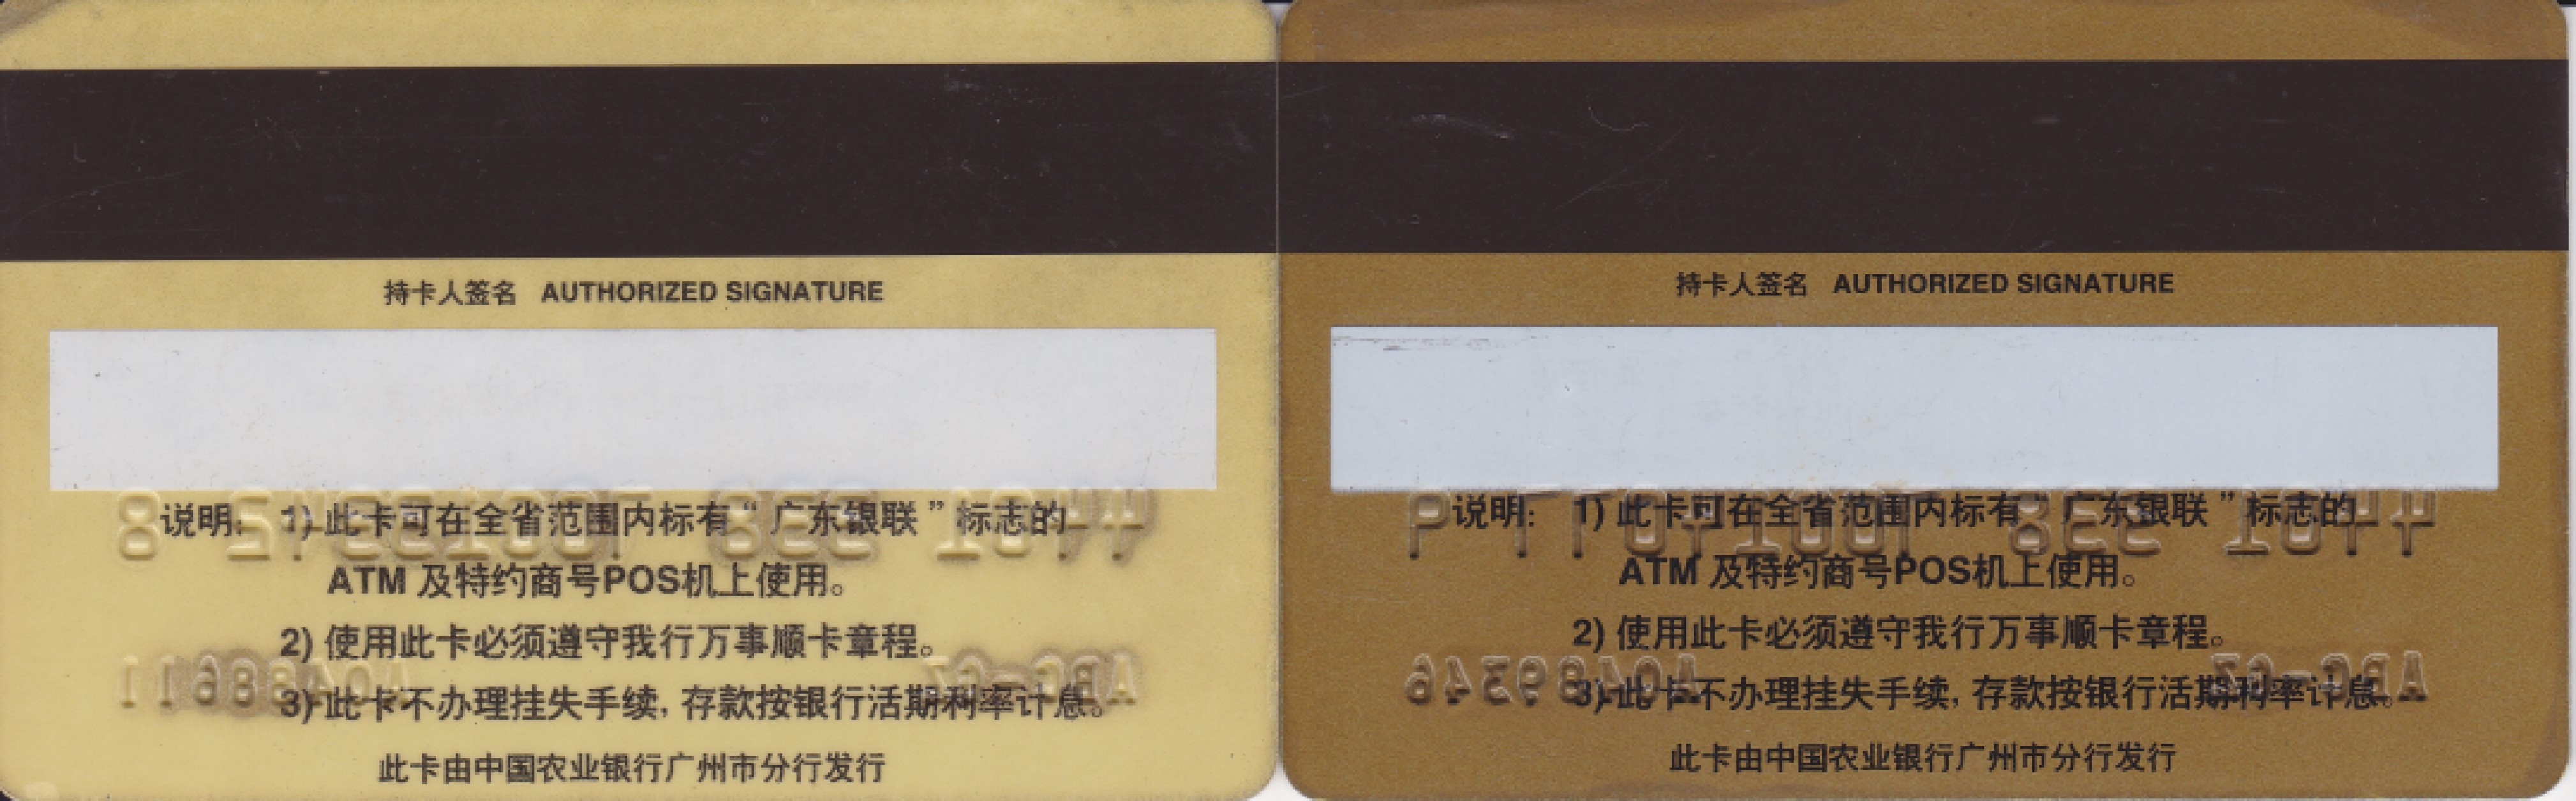 持卡人签名 AUTHORIZED SIGNATURE
说明: 1) 此卡可在全省范围内标有“广东银联”标志的
ATM 及特约商号POS机上使用。
2) 使用此卡必须遵守我行万事顺卡章程。
3) 此卡不办理挂失手续, 存款按银行活期利率计息。
此卡由中国农业银行广州市分行发行
持卡人签名 AUTHORIZED SIGNATURE
说明: 1) 此卡可在全省范围内标有“广东银联”标志的
ATM 及特约商号POS机上使用。
2) 使用此卡必须遵守我行万事顺卡章程。
3) 此卡不办理挂失手续, 存款按银行活期利率计息。
此卡由中国农业银行广州市分行发行